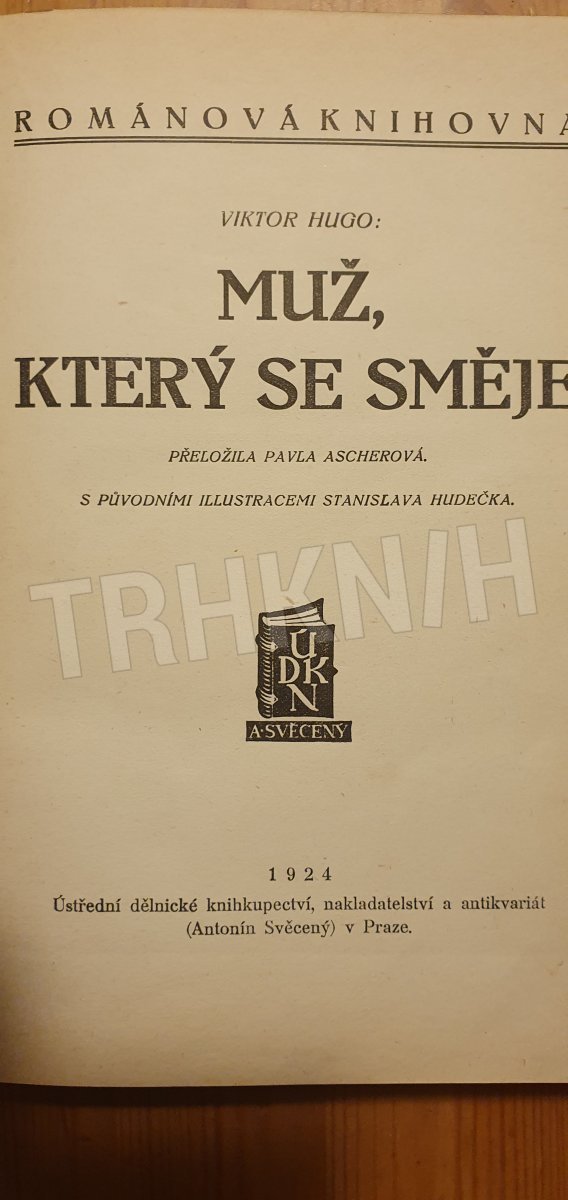 ROMÁNOVÁ KNIHOVNA
VIKTOR HUGO:
MUŽ,
KTERÝ SE SMĚJE
PŘELOŽILA PAVLA ASCHEROVÁ.
S PŮVODNÍMI ILLUSTRACEMI STANISLAVA HUDEČKA.
TRHKNIH
Ú
DK
N
A·SVĚCENÝ
1924
Ústřední dělnické knihkupectví, nakladatelství a antikvariát
(Antonín Svěcený) v Praze.